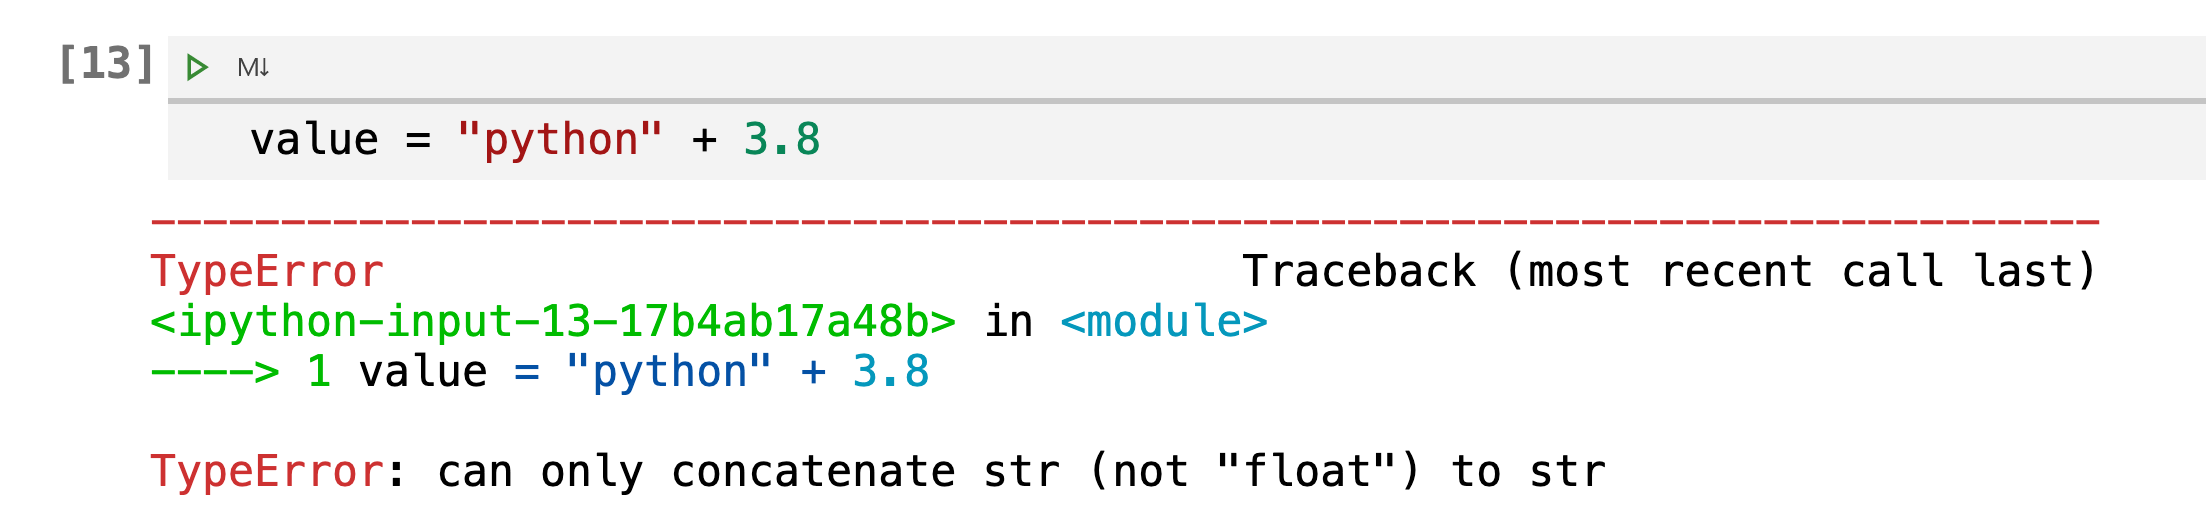 [13] M↓
value = "python" + 3.8
---------------------------------------------------------------------------
TypeError Traceback (most recent call last)
<ipython-input-13-17b4ab17a48b> in <module>
----> 1 value = "python" + 3.8
TypeError: can only concatenate str (not "float") to str